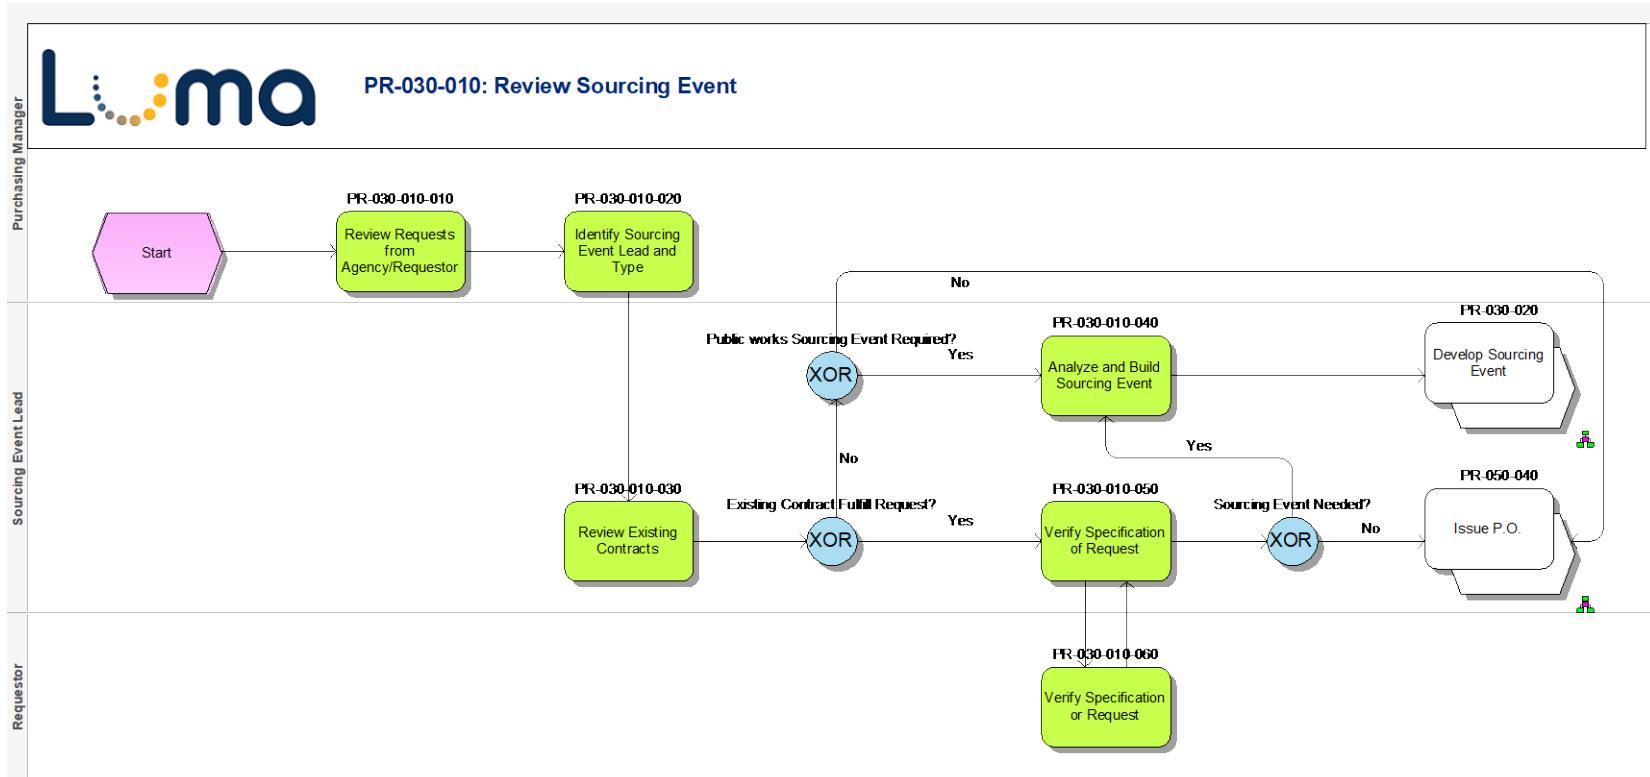 Luma
PR-030-010: Review Sourcing Event
Purchasing Manager
PR-030-010-010
PR-030-010-020
Start
Review Requests
from
Agency/Requestor
Identify Sourcing
Event Lead and
Type
No
Sourcing Event Lead
PR-030-020
PR-030-010-040
Public works Sourcing Event Required?
Yes
XOR
Analyze and Build
Sourcing Event
Develop Sourcing
Event
Yes
No
PR-050-040
PR-030-010-030
PR-030-010-050
Existing Contract Fulfill Request?
Sourcing Event Needed?
Yes
No
Review Existing
Contracts
XOR
Verify Specification
of Request
XOR
Issue P.O.
Requestor
PR-030-010-060
Verify Specification
or Request